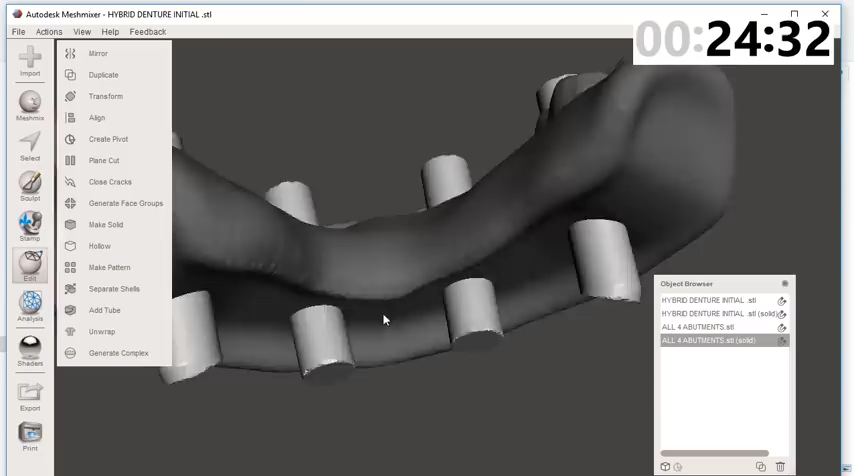 Autodesk Meshmixer - HYBRID DENTURE INITIAL .stl
File Actions View Help Feedback
00:24:32
Import
Meshmix
Select
Sculpt
Stamp
Edit
Analysis
Shaders
Export
Print
Mirror
Duplicate
Transform
Align
Create Pivot
Plane Cut
Close Cracks
Generate Face Groups
Make Solid
Hollow
Make Pattern
Separate Shells
Add Tube
Unwrap
Generate Complex
Object Browser
HYBRID DENTURE INITIAL .stl
HYBRID DENTURE INITIAL .stl (solid)
ALL 4 ABUTMENTS.stl
ALL 4 ABUTMENTS.stl (solid)